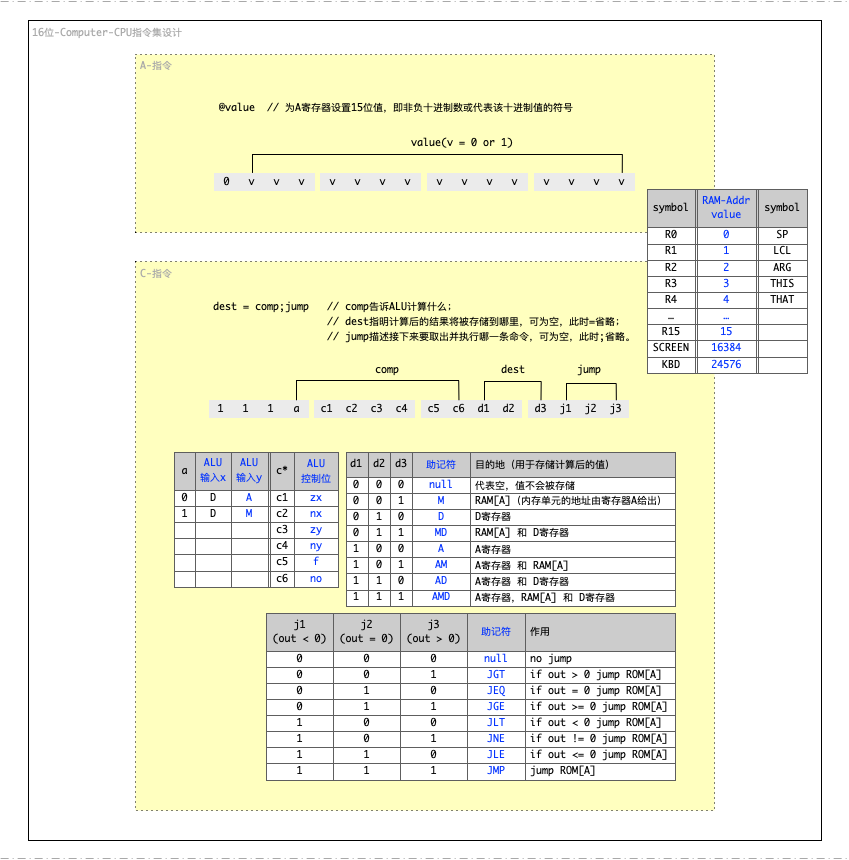 16位-Computer-CPU指令集设计
A-指令
@value // 为A寄存器设置15位值，即非负十进制数或代表该十进制值的符号
value(v = 0 or 1)
0 v v v v v v v v v v v v v v v
symbol RAM-Addr value symbol
R0 0 SP
R1 1 LCL
R2 2 ARG
R3 3 THIS
R4 4 THAT
… …
R15 15
SCREEN 16384
KBD 24576
C-指令
dest = comp;jump // comp告诉ALU计算什么；
// dest指明计算后的结果将被存储到哪里，可为空，此时=省略；
// jump描述接下来要取出并执行哪一条命令，可为空，此时;省略。
comp dest jump
1 1 1 a c1 c2 c3 c4 c5 c6 d1 d2 d3 j1 j2 j3
a ALU输入x ALU输入y c* ALU控制位
0 D A c1 zx
1 D M c2 nx
c3 zy
c4 ny
c5 f
c6 no
d1 d2 d3 助记符 目的地（用于存储计算后的值）
0 0 0 null 代表空，值不会被存储
0 0 1 M RAM[A]（内存单元的地址由寄存器A给出）
0 1 0 D D寄存器
0 1 1 MD RAM[A] 和 D寄存器
1 0 0 A A寄存器
1 0 1 AM A寄存器 和 RAM[A]
1 1 0 AD A寄存器 和 D寄存器
1 1 1 AMD A寄存器，RAM[A] 和 D寄存器
j1 j2 j3 助记符 作用
(out < 0) (out = 0) (out > 0)
0 0 0 null no jump
0 0 1 JGT if out > 0 jump ROM[A]
0 1 0 JEQ if out = 0 jump ROM[A]
0 1 1 JGE if out >= 0 jump ROM[A]
1 0 0 JLT if out < 0 jump ROM[A]
1 0 1 JNE if out != 0 jump ROM[A]
1 1 0 JLE if out <= 0 jump ROM[A]
1 1 1 JMP jump ROM[A]